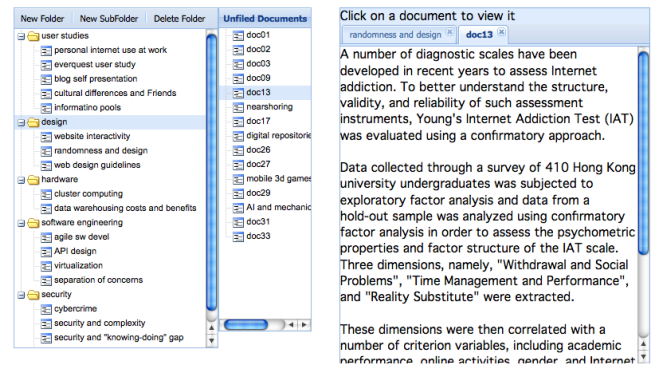 New Folder New SubFolder Delete Folder
user studies
personal internet use at work
everquest user study
blog self presentation
cultural differences and Friends
informatino pools
design
website interactivity
randomness and design
web design guidelines
hardware
cluster computing
data warehousing costs and benefits
software engineering
agile sw devel
API design
virtualization
separation of concerns
security
cybercrime
security and complexity
security and "knowing-doing" gap
Unfiled Documents
doc01
doc02
doc03
doc09
doc13
nearshoring
doc17
digital repositorie
doc26
doc27
mobile 3d games
doc29
AI and mechanic
doc31
doc33
Click on a document to view it
randomness and design doc13
A number of diagnostic scales have been
developed in recent years to assess Internet
addiction. To better understand the structure,
validity, and reliability of such assessment
instruments, Young's Internet Addiction Test (IAT)
was evaluated using a confirmatory approach.
Data collected through a survey of 410 Hong Kong
university undergraduates was subjected to
exploratory factor analysis and data from a
hold-out sample was analyzed using confirmatory
factor analysis in order to assess the psychometric
properties and factor structure of the IAT scale.
Three dimensions, namely, "Withdrawal and Social
Problems", "Time Management and Performance",
and "Reality Substitute" were extracted.
These dimensions were then correlated with a
number of criterion variables, including academic
performance, online activities, gender, and Internet